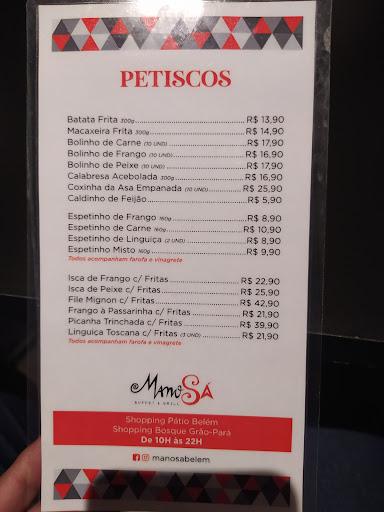 PETISCOS
Batata Frita 300g R$ 13,90
Macaxeira Frita 300g R$ 14,90
Bolinho de Carne (10 UND) R$ 17,90
Bolinho de Frango (10 UND) R$ 16,90
Bolinho de Peixe (10 UND) R$ 17,90
Calabresa Acebolada 300g R$ 16,90
Coxinha da Asa Empanada (10 UND) R$ 25,90
Caldinho de Feijão R$ 5,90
Espetinho de Frango 160g R$ 8,90
Espetinho de Carne 160g R$ 10,90
Espetinho de Linguiça (2 UND) R$ 8,90
Espetinho Misto 160g R$ 9,90
Todos acompanham farofa e vinagrete
Isca de Frango c/ Fritas R$ 22,90
Isca de Peixe c/ Fritas R$ 25,90
File Mignon c/ Fritas R$ 42,90
Frango à Passarinha c/ Fritas R$ 21,90
Picanha Trinchada c/ Fritas R$ 39,90
Linguiça Toscana c/ Fritas (3 UND) R$ 21,90
Todos acompanham farofa e vinagrete
Mano SÁ
BUFFET & GRILL
Shopping Pátio Belém
Shopping Bosque Grão-Pará
De 10H às 22H
manosabelem